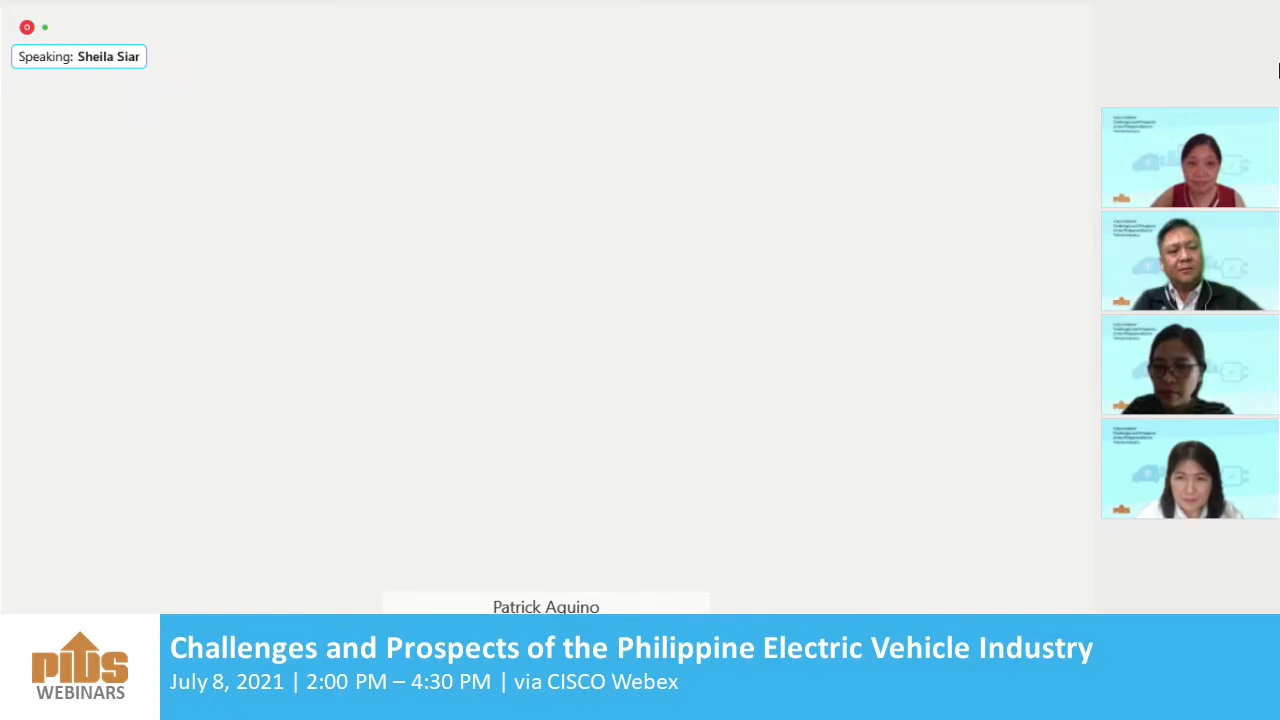 Speaking: Sheila Siar
Patrick Aquino
PIDS
WEBINARS
Challenges and Prospects of the Philippine Electric Vehicle Industry
July 8, 2021 | 2:00 PM – 4:30 PM | via CISCO Webex